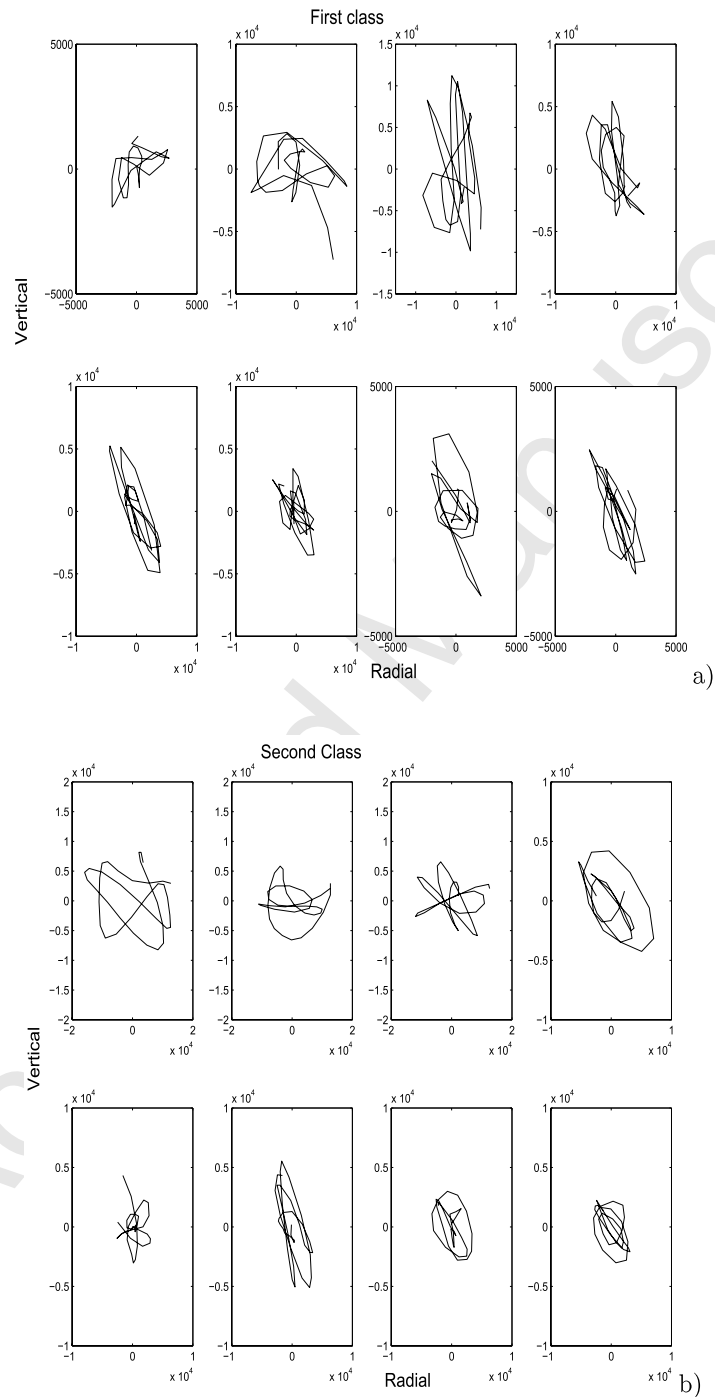 First class
x 10^4 x 10^4 x 10^4
5000 1 1.5 1
1
0.5 0.5
0.5
0 0 0 0
−0.5
−0.5 −0.5
−1
−5000 −1 −1.5 −1
−5000 0 5000 −1 0 1 −1 0 1 −1 0 1
x 10^4 x 10^4 x 10^4
Vertical
x 10^4 x 10^4
1 1 5000 5000
0.5 0.5
0 0 0 0
−0.5 −0.5
−1 −1 −5000 −5000
−1 0 1 −1 0 1 −5000 0 5000 −5000 0 5000
x 10^4 x 10^4
Radial
a)
Second Class
x 10^4 x 10^4 x 10^4 x 10^4
2 2 2 1
1.5 1.5 1.5
1 1 1 0.5
0.5 0.5 0.5
0 0 0 0
−0.5 −0.5 −0.5
−1 −1 −1 −0.5
−1.5 −1.5 −1.5
−2 −2 −2 −1
−2 0 2 −2 0 2 −2 0 2 −1 0 1
x 10^4 x 10^4 x 10^4 x 10^4
Vertical
x 10^4 x 10^4 x 10^4 x 10^4
1 1 1 1
0.5 0.5 0.5 0.5
0 0 0 0
−0.5 −0.5 −0.5 −0.5
−1 −1 −1 −1
−1 0 1 −1 0 1 −1 0 1 −1 0 1
x 10^4 x 10^4 x 10^4 x 10^4
Radial
b)